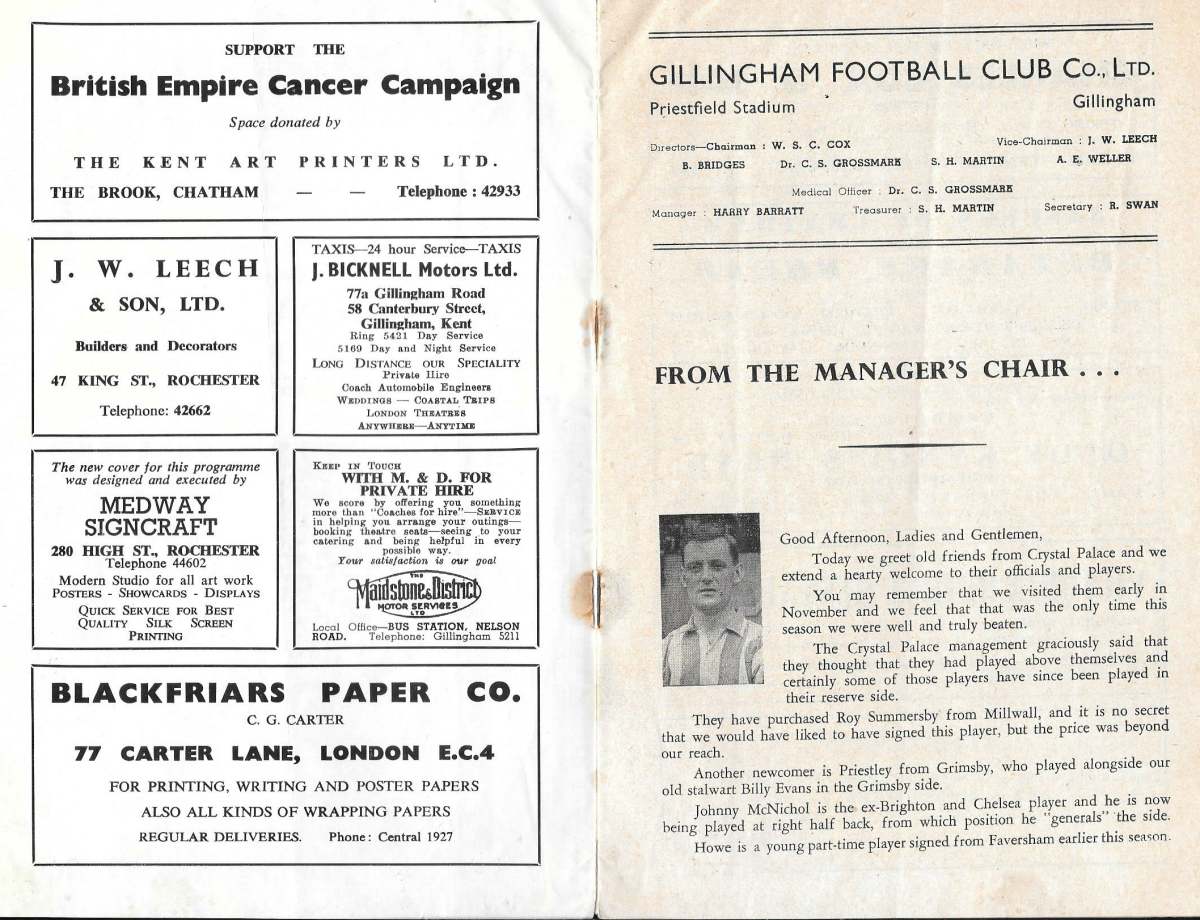 SUPPORT THE
British Empire Cancer Campaign
Space donated by
THE KENT ART PRINTERS LTD.
THE BROOK, CHATHAM — — Telephone : 42933
J. W. LEECH
& SON, LTD.
Builders and Decorators
47 KING ST., ROCHESTER
Telephone: 42662
TAXIS—24 hour Service—TAXIS
J. BICKNELL Motors Ltd.
77a Gillingham Road
58 Canterbury Street,
Gillingham, Kent
Ring 5421 Day Service
5169 Day and Night Service
LONG DISTANCE OUR SPECIALITY
Private Hire
Coach Automobile Engineers
WEDDINGS — COASTAL TRIPS
LONDON THEATRES
ANYWHERE—ANYTIME
The new cover for this programme
was designed and executed by
MEDWAY
SIGNCRAFT
280 HIGH ST., ROCHESTER
Telephone 44602
Modern Studio for all art work
POSTERS - SHOWCARDS - DISPLAYS
QUICK SERVICE FOR BEST
QUALITY SILK SCREEN
PRINTING
KEEP IN TOUCH
WITH M. & D. FOR
PRIVATE HIRE
We score by offering you something
more than "Coaches for hire"—SERVICE
in helping you arrange your outings—
booking theatre seats—seeing to your
catering and being helpful in every
possible way.
Your satisfaction is our goal
THE
Maidstone & District
MOTOR SERVICES
LTD
Local Office—BUS STATION, NELSON
ROAD. Telephone: Gillingham 5211
BLACKFRIARS PAPER CO.
C. G. CARTER
77 CARTER LANE, LONDON E.C.4
FOR PRINTING, WRITING AND POSTER PAPERS
ALSO ALL KINDS OF WRAPPING PAPERS
REGULAR DELIVERIES. Phone: Central 1927
GILLINGHAM FOOTBALL CLUB Co., LTD.
Priestfield Stadium Gillingham
Directors—Chairman : W. S. C. COX Vice-Chairman : J. W. LEECH
B. BRIDGES Dr. C. S. GROSSMARK S. H. MARTIN A. E. WELLER
Medical Officer : Dr. C. S. GROSSMARK
Manager : HARRY BARRATT Treasurer : S. H. MARTIN Secretary : R. SWAN
FROM THE MANAGER'S CHAIR . . .
Good Afternoon, Ladies and Gentlemen,
Today we greet old friends from Crystal Palace and we
extend a hearty welcome to their officials and players.
You may remember that we visited them early in
November and we feel that that was the only time this
season we were well and truly beaten.
The Crystal Palace management graciously said that
they thought that they had played above themselves and
certainly some of those players have since been played in
their reserve side.
They have purchased Roy Summersby from Millwall, and it is no secret
that we would have liked to have signed this player, but the price was beyond
our reach.
Another newcomer is Priestley from Grimsby, who played alongside our
old stalwart Billy Evans in the Grimsby side.
Johnny McNichol is the ex-Brighton and Chelsea player and he is now
being played at right half back, from which position he "generals" the side.
Howe is a young part-time player signed from Faversham earlier this season.